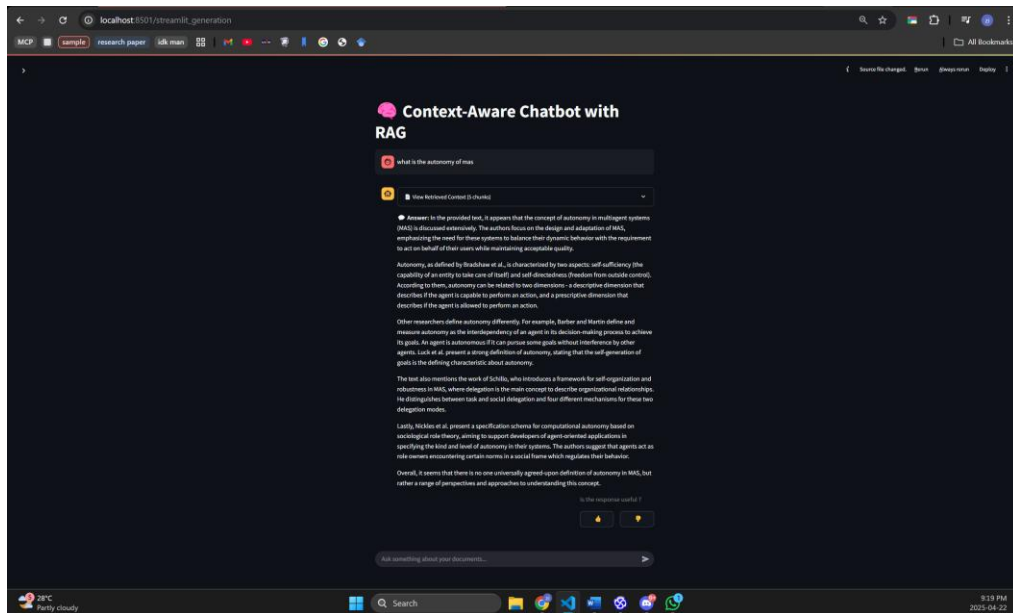 localhost:8501/streamlit_generation
MCP
sample
research paper
idk man
All Bookmarks
Source file changed. Rerun Always rerun Deploy
🧠 Context-Aware Chatbot with
RAG
what is the autonomy of mas
View Retrieved Context (5 chunks)
Answer: In the provided text, it appears that the concept of autonomy in multiagent systems
(MAS) is discussed extensively. The authors focus on the design and adaptation of MAS,
emphasizing the need for these systems to balance their dynamic behavior with the requirement
to act on behalf of their users while maintaining acceptable quality.
Autonomy, as defined by Bradshaw et al., is characterized by two aspects: self-sufficiency (the
capability of an entity to take care of itself) and self-directedness (freedom from outside control).
According to them, autonomy can be related to two dimensions - a descriptive dimension that
describes if the agent is capable to perform an action, and a prescriptive dimension that
describes if the agent is allowed to perform an action.
Other researchers define autonomy differently. For example, Barber and Martin define and
measure autonomy as the interdependency of an agent in its decision-making process to achieve
its goals. An agent is autonomous if it can pursue some goals without interference by other
agents. Luck et al. present a strong definition of autonomy, stating that the self-generation of
goals is the defining characteristic about autonomy.
The text also mentions the work of Schillo, who introduces a framework for self-organization and
robustness in MAS, where delegation is the main concept to describe organizational relationships.
He distinguishes between task and social delegation and four different mechanisms for these two
delegation modes.
Lastly, Nickles et al. present a specification schema for computational autonomy based on
sociological role theory, aiming to support developers of agent-oriented applications in
specifying the kind and level of autonomy in their systems. The authors suggest that agents act as
role owners encountering certain norms in a social frame which regulates their behavior.
Overall, it seems that there is no one universally agreed-upon definition of autonomy in MAS, but
rather a range of perspectives and approaches to understanding this concept.
Is the response useful ?
Ask something about your documents...
28°C
Partly cloudy
Search
9:19 PM
2025-04-22